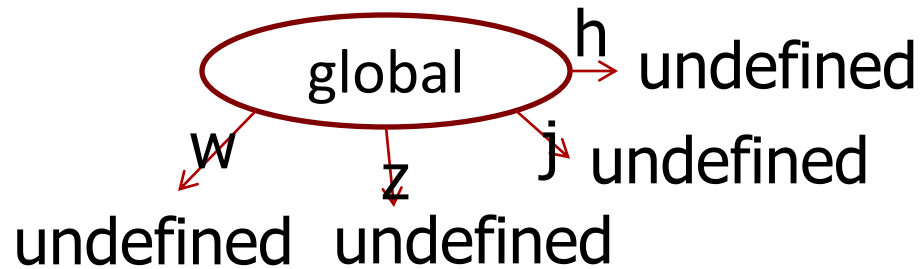 h
global
undefined
w
z
j
undefined
undefined
undefined